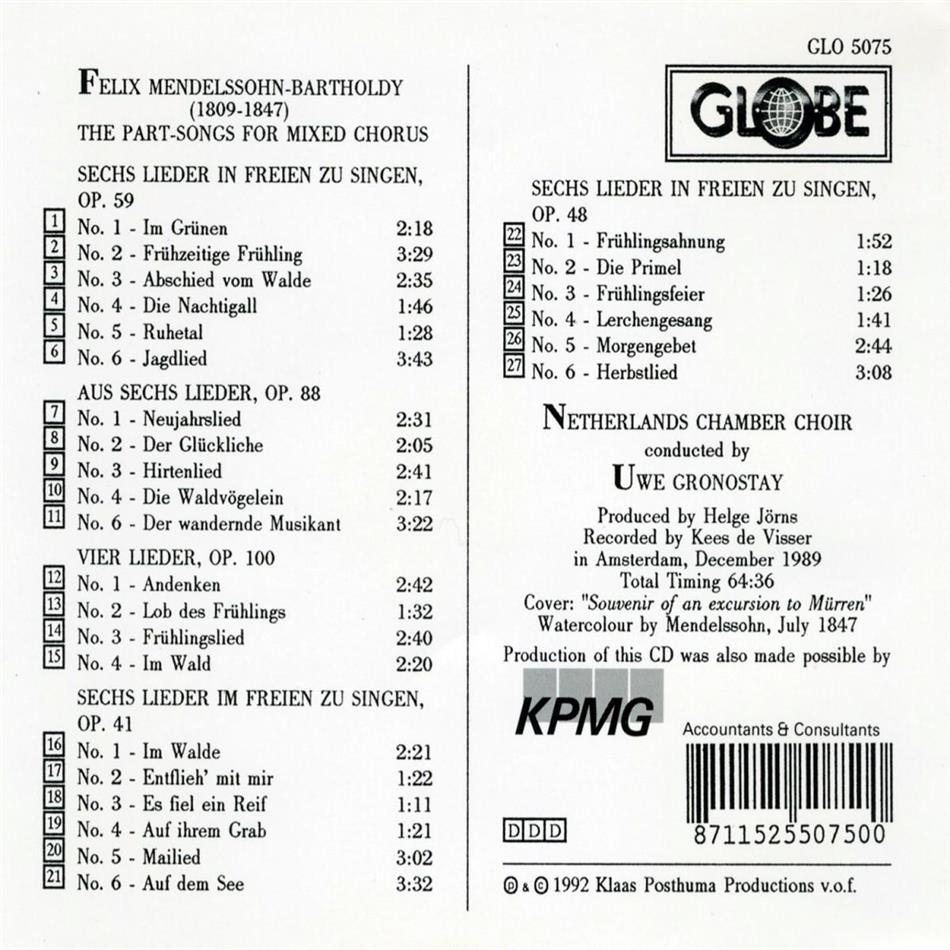 FELIX MENDELSSOHN-BARTHOLDY
(1809-1847)
THE PART-SONGS FOR MIXED CHORUS
SECHS LIEDER IN FREIEN ZU SINGEN,
OP. 59
1 No. 1 - Im Grünen 2:18
2 No. 2 - Frühzeitige Frühling 3:29
3 No. 3 - Abschied vom Walde 2:35
4 No. 4 - Die Nachtigall 1:46
5 No. 5 - Ruhetal 1:28
6 No. 6 - Jagdlied 3:43
AUS SECHS LIEDER, OP. 88
7 No. 1 - Neujahrslied 2:31
8 No. 2 - Der Glückliche 2:05
9 No. 3 - Hirtenlied 2:41
10 No. 4 - Die Waldvögelein 2:17
11 No. 6 - Der wandernde Musikant 3:22
VIER LIEDER, OP. 100
12 No. 1 - Andenken 2:42
13 No. 2 - Lob des Frühlings 1:32
14 No. 3 - Frühlingslied 2:40
15 No. 4 - Im Wald 2:20
SECHS LIEDER IM FREIEN ZU SINGEN,
OP. 41
16 No. 1 - Im Walde 2:21
17 No. 2 - Entflieh' mit mir 1:22
18 No. 3 - Es fiel ein Reif 1:11
19 No. 4 - Auf ihrem Grab 1:21
20 No. 5 - Mailied 3:02
21 No. 6 - Auf dem See 3:32
GLO 5075
GLOBE
SECHS LIEDER IN FREIEN ZU SINGEN,
OP. 48
22 No. 1 - Frühlingsahnung 1:52
23 No. 2 - Die Primel 1:18
24 No. 3 - Frühlingsfeier 1:26
25 No. 4 - Lerchengesang 1:41
26 No. 5 - Morgengebet 2:44
27 No. 6 - Herbstlied 3:08
NETHERLANDS CHAMBER CHOIR
conducted by
UWE GRONOSTAY
Produced by Helge Jörns
Recorded by Kees de Visser
in Amsterdam, December 1989
Total Timing 64:36
Cover: "Souvenir of an excursion to Mürren"
Watercolour by Mendelssohn, July 1847
Production of this CD was also made possible by
KPMG
Accountants & Consultants
8711525507500
DDD
℗ & © 1992 Klaas Posthuma Productions v.o.f.